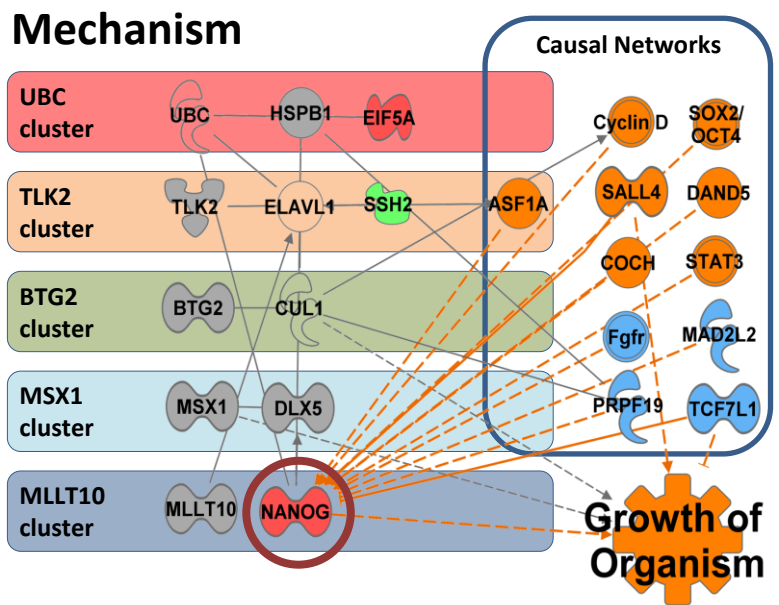 Mechanism
Causal Networks
UBC
cluster
UBC
HSPB1
EIF5A
Cyclin D
SOX2/
OCT4
TLK2
cluster
TLK2
ELAVL1
SSH2
ASF1A
SALL4
DAND5
BTG2
cluster
BTG2
CUL1
COCH
STAT3
Fgfr
MAD2L2
MSX1
cluster
MSX1
DLX5
PRPF19
TCF7L1
MLLT10
cluster
MLLT10
NANOG
Growth of
Organism